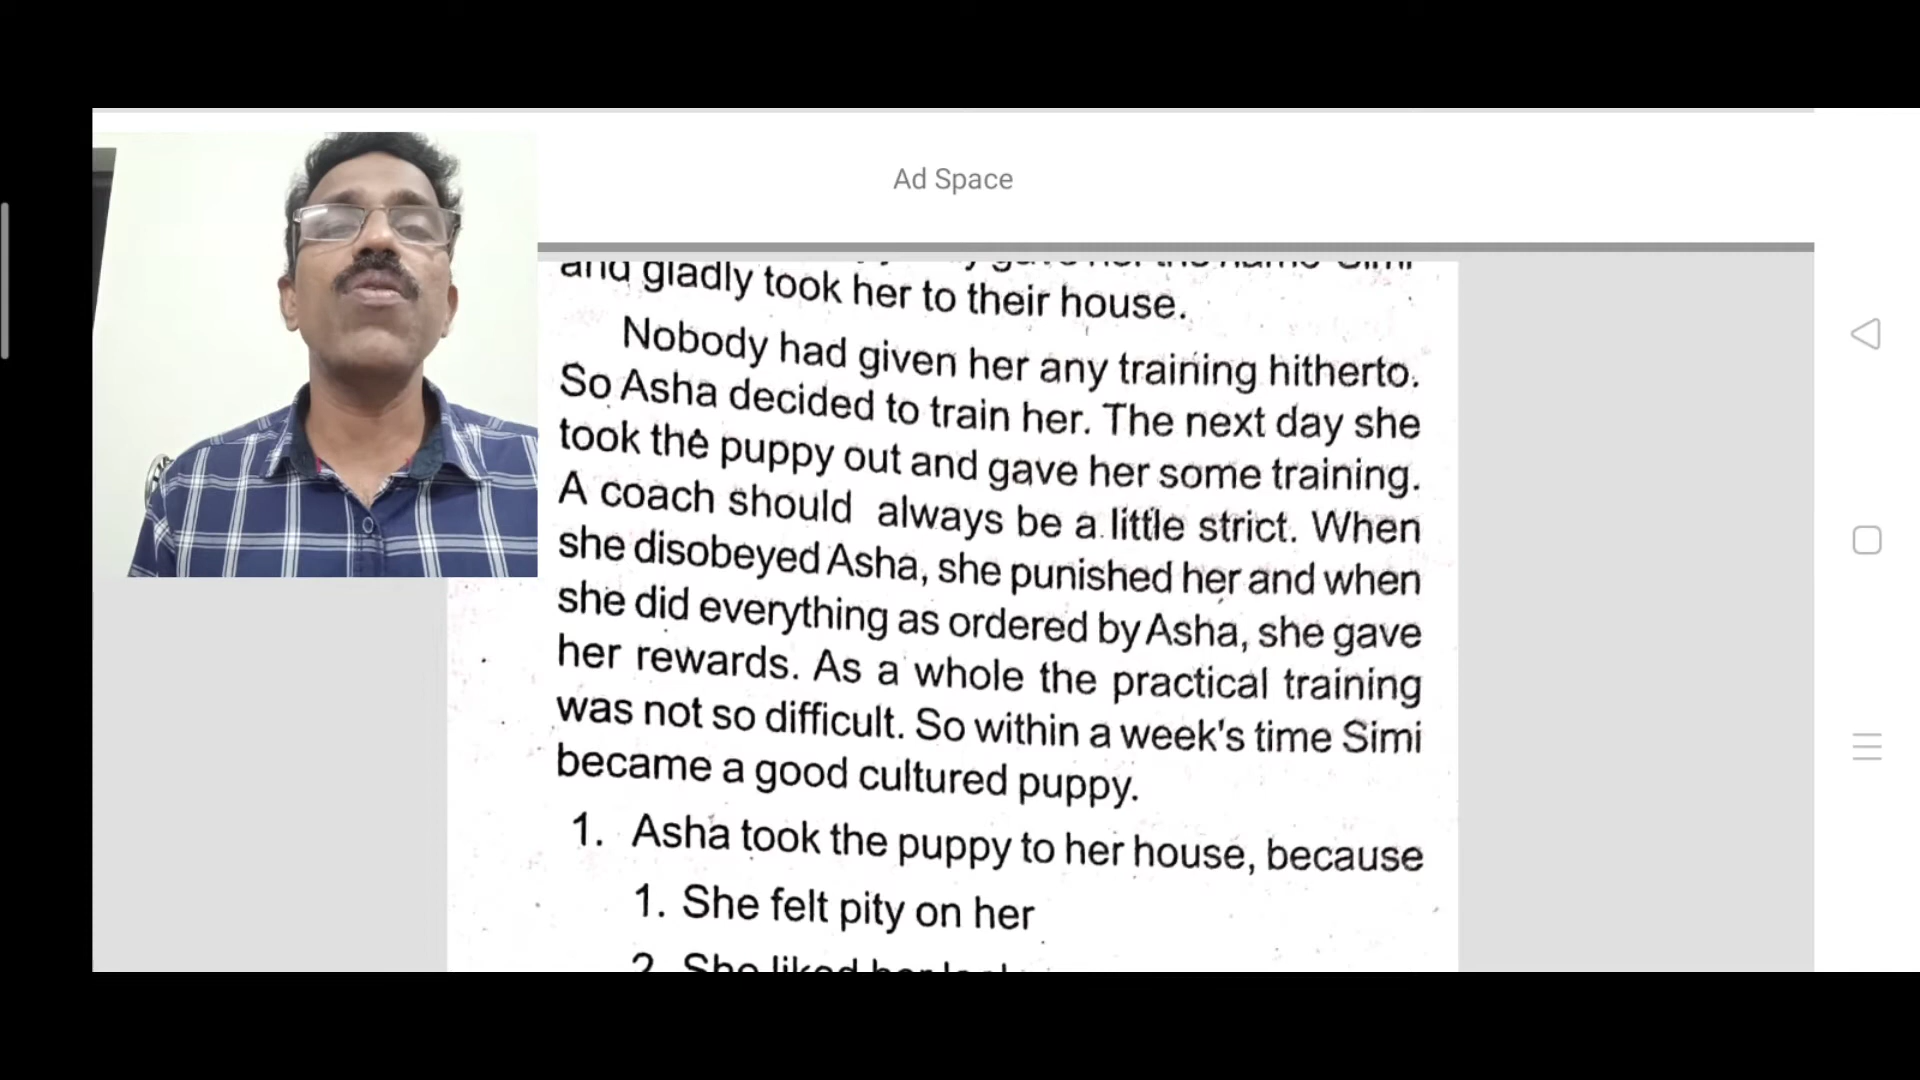 Ad Space
and gladly took her to their house.
Nobody had given her any training hitherto.
So Asha decided to train her. The next day she
took the puppy out and gave her some training.
A coach should always be a little strict. When
she disobeyed Asha, she punished her and when
she did everything as ordered by Asha, she gave
her rewards. As a whole the practical training
was not so difficult. So within a week's time Simi
became a good cultured puppy.
1. Asha took the puppy to her house, because
1. She felt pity on her
2. She liked her